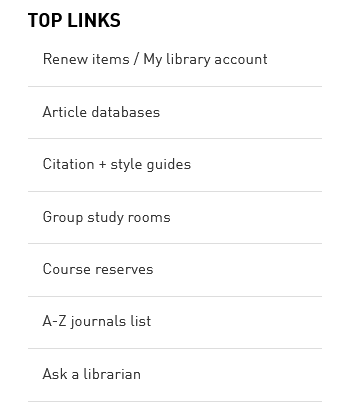 TOP LINKS
Renew items / My library account
Article databases
Citation + style guides
Group study rooms
Course reserves
A-Z journals list
Ask a librarian